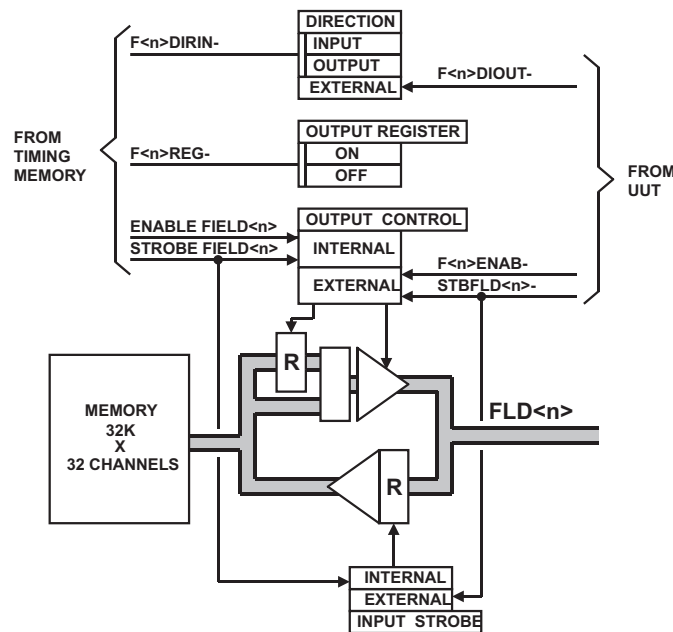 DIRECTION
F<n>DIRIN-
INPUT
OUTPUT
F<n>DIOUT-
EXTERNAL
FROM
TIMING
MEMORY
OUTPUT REGISTER
F<n>REG-
ON
OFF
FROM
UUT
OUTPUT CONTROL
ENABLE FIELD<n>
STROBE FIELD<n>
INTERNAL
F<n>ENAB-
EXTERNAL
STBFLD<n>-
R
MEMORY
32K
X
32 CHANNELS
FLD<n>
R
INTERNAL
EXTERNAL
INPUT STROBE